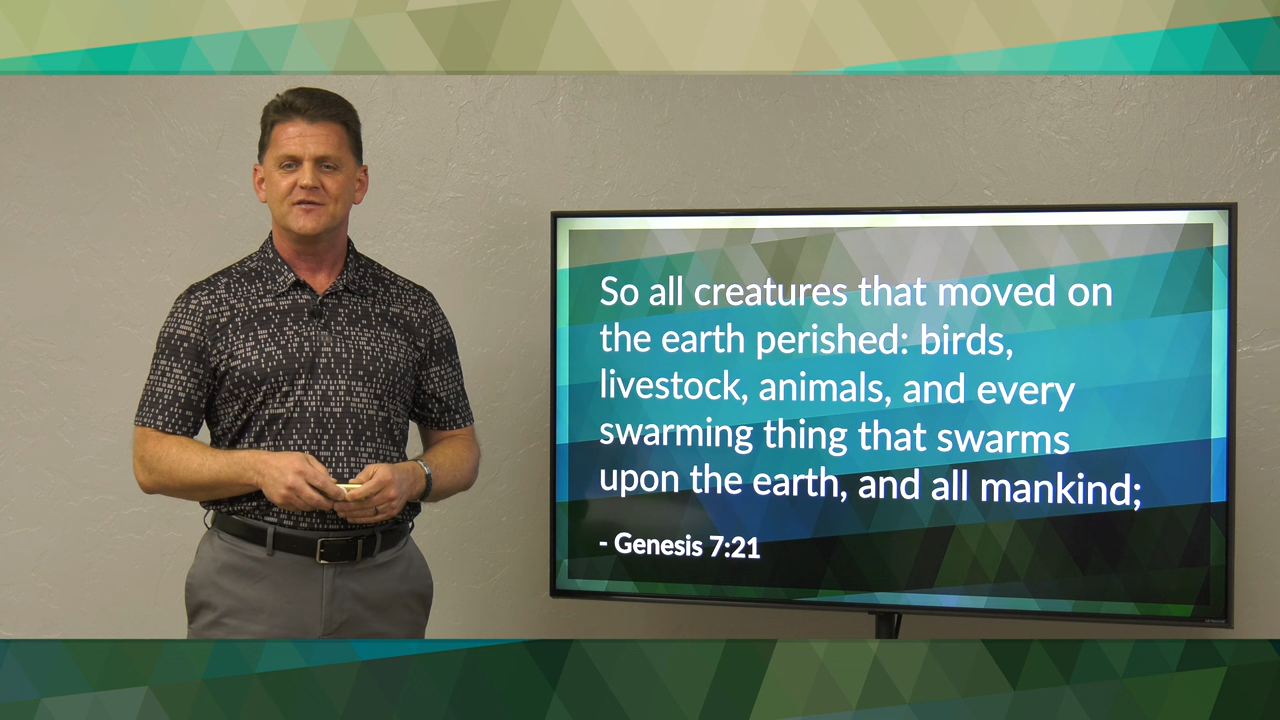 So all creatures that moved on
the earth perished: birds,
livestock, animals, and every
swarming thing that swarms
upon the earth, and all mankind;
- Genesis 7:21